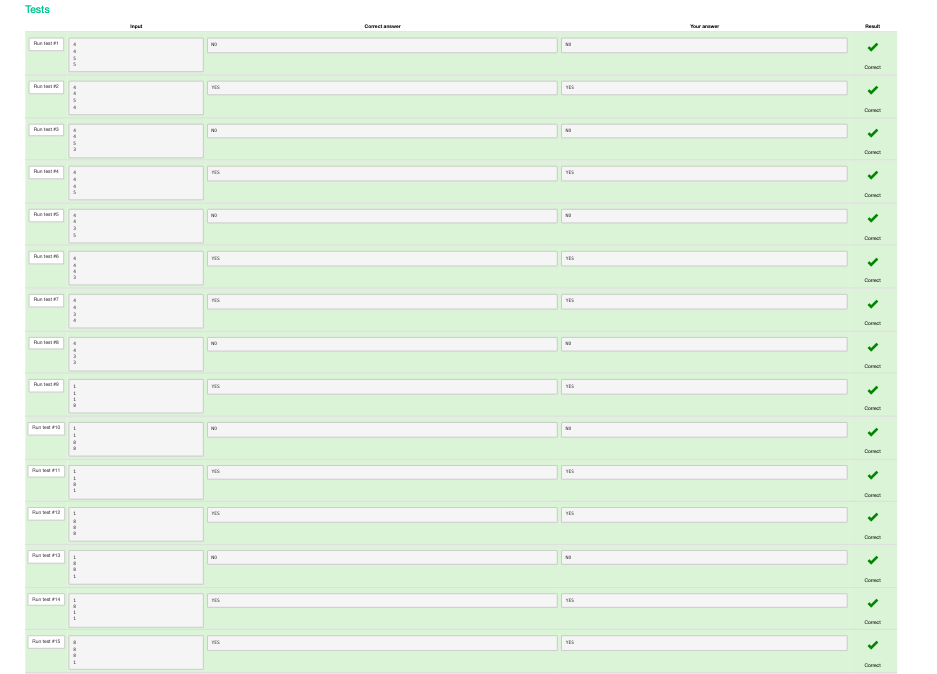 Tests
Input Correct answer Your answer Result
Run test #1 4 NO NO
4
5
5
Correct
Run test #2 4 YES YES
4
5
4
Correct
Run test #3 4 NO NO
4
5
3
Correct
Run test #4 4 YES YES
4
4
5
Correct
Run test #5 4 NO NO
4
3
5
Correct
Run test #6 4 YES YES
4
4
3
Correct
Run test #7 4 YES YES
4
3
4
Correct
Run test #8 4 NO NO
4
3
3
Correct
Run test #9 1 YES YES
1
1
8
Correct
Run test #10 1 NO NO
1
8
8
Correct
Run test #11 1 YES YES
1
8
1
Correct
Run test #12 1 YES YES
8
8
8
Correct
Run test #13 1 NO NO
8
8
1
Correct
Run test #14 1 YES YES
8
1
1
Correct
Run test #15 8 YES YES
8
8
1
Correct